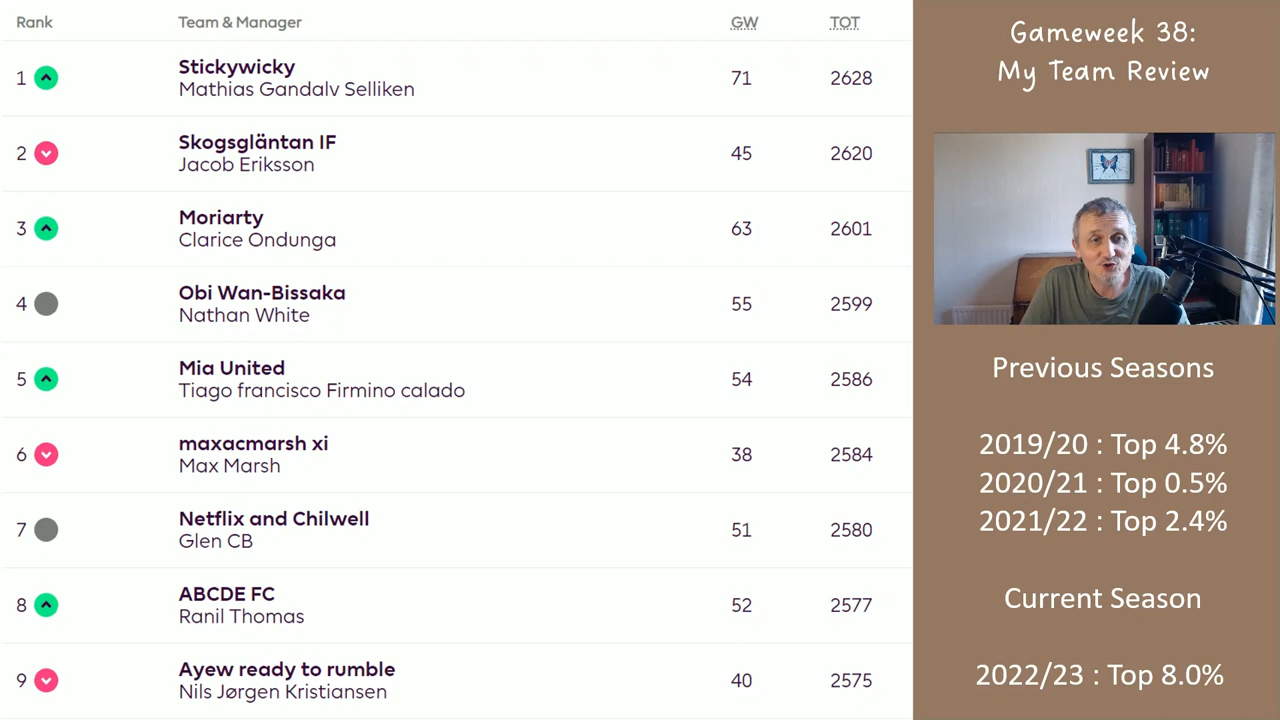 Rank Team & Manager GW TOT
1 Stickywicky 71 2628
Mathias Gandalv Selliken
2 Skogsgläntan IF 45 2620
Jacob Eriksson
3 Moriarty 63 2601
Clarice Ondunga
4 Obi Wan-Bissaka 55 2599
Nathan White
5 Mia United 54 2586
Tiago francisco Firmino calado
6 maxacmarsh xi 38 2584
Max Marsh
7 Netflix and Chilwell 51 2580
Glen CB
8 ABCDE FC 52 2577
Ranil Thomas
9 Ayew ready to rumble 40 2575
Nils Jørgen Kristiansen
Gameweek 38:
My Team Review
Previous Seasons
2019/20 : Top 4.8%
2020/21 : Top 0.5%
2021/22 : Top 2.4%
Current Season
2022/23 : Top 8.0%